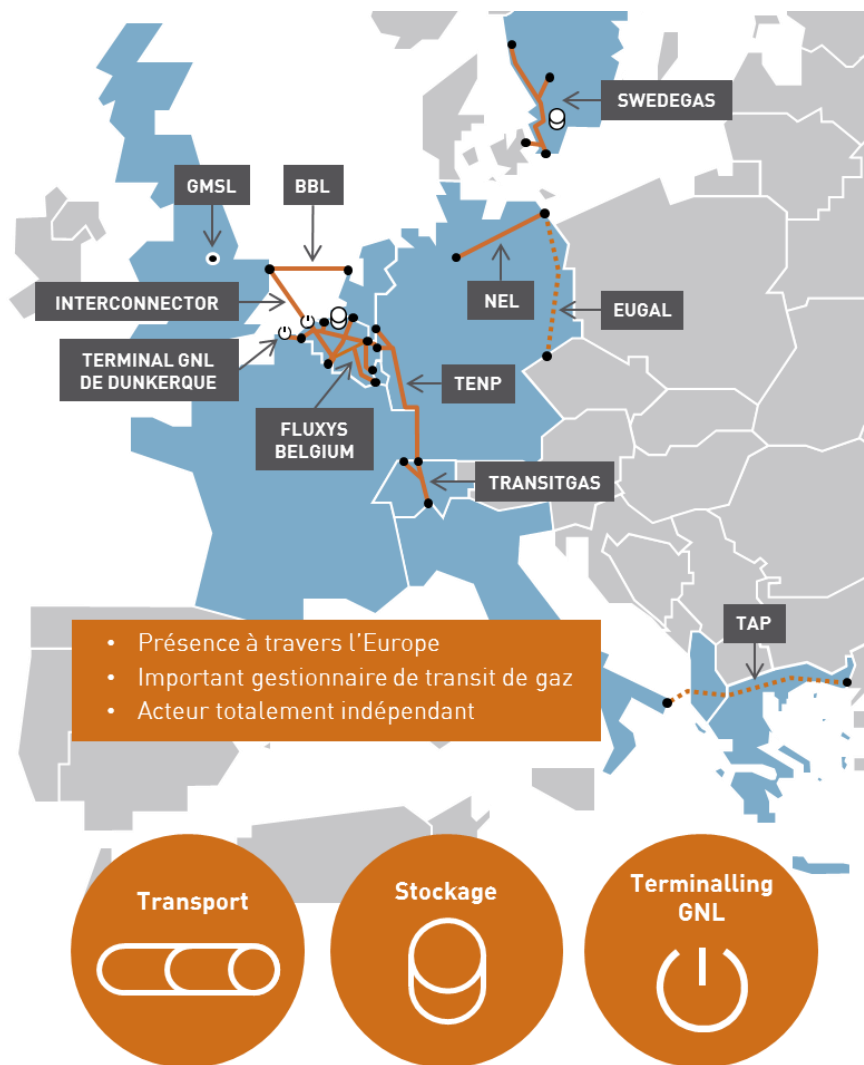 SWEDEGAS
GMSL
BBL
INTERCONNECTOR
NEL
EUGAL
TERMINAL GNL
DE DUNKERQUE
TENP
FLUXYS
BELGIUM
TRANSITGAS
TAP
• Présence à travers l'Europe
• Important gestionnaire de transit de gaz
• Acteur totalement indépendant
Transport
Stockage
Terminalling
GNL